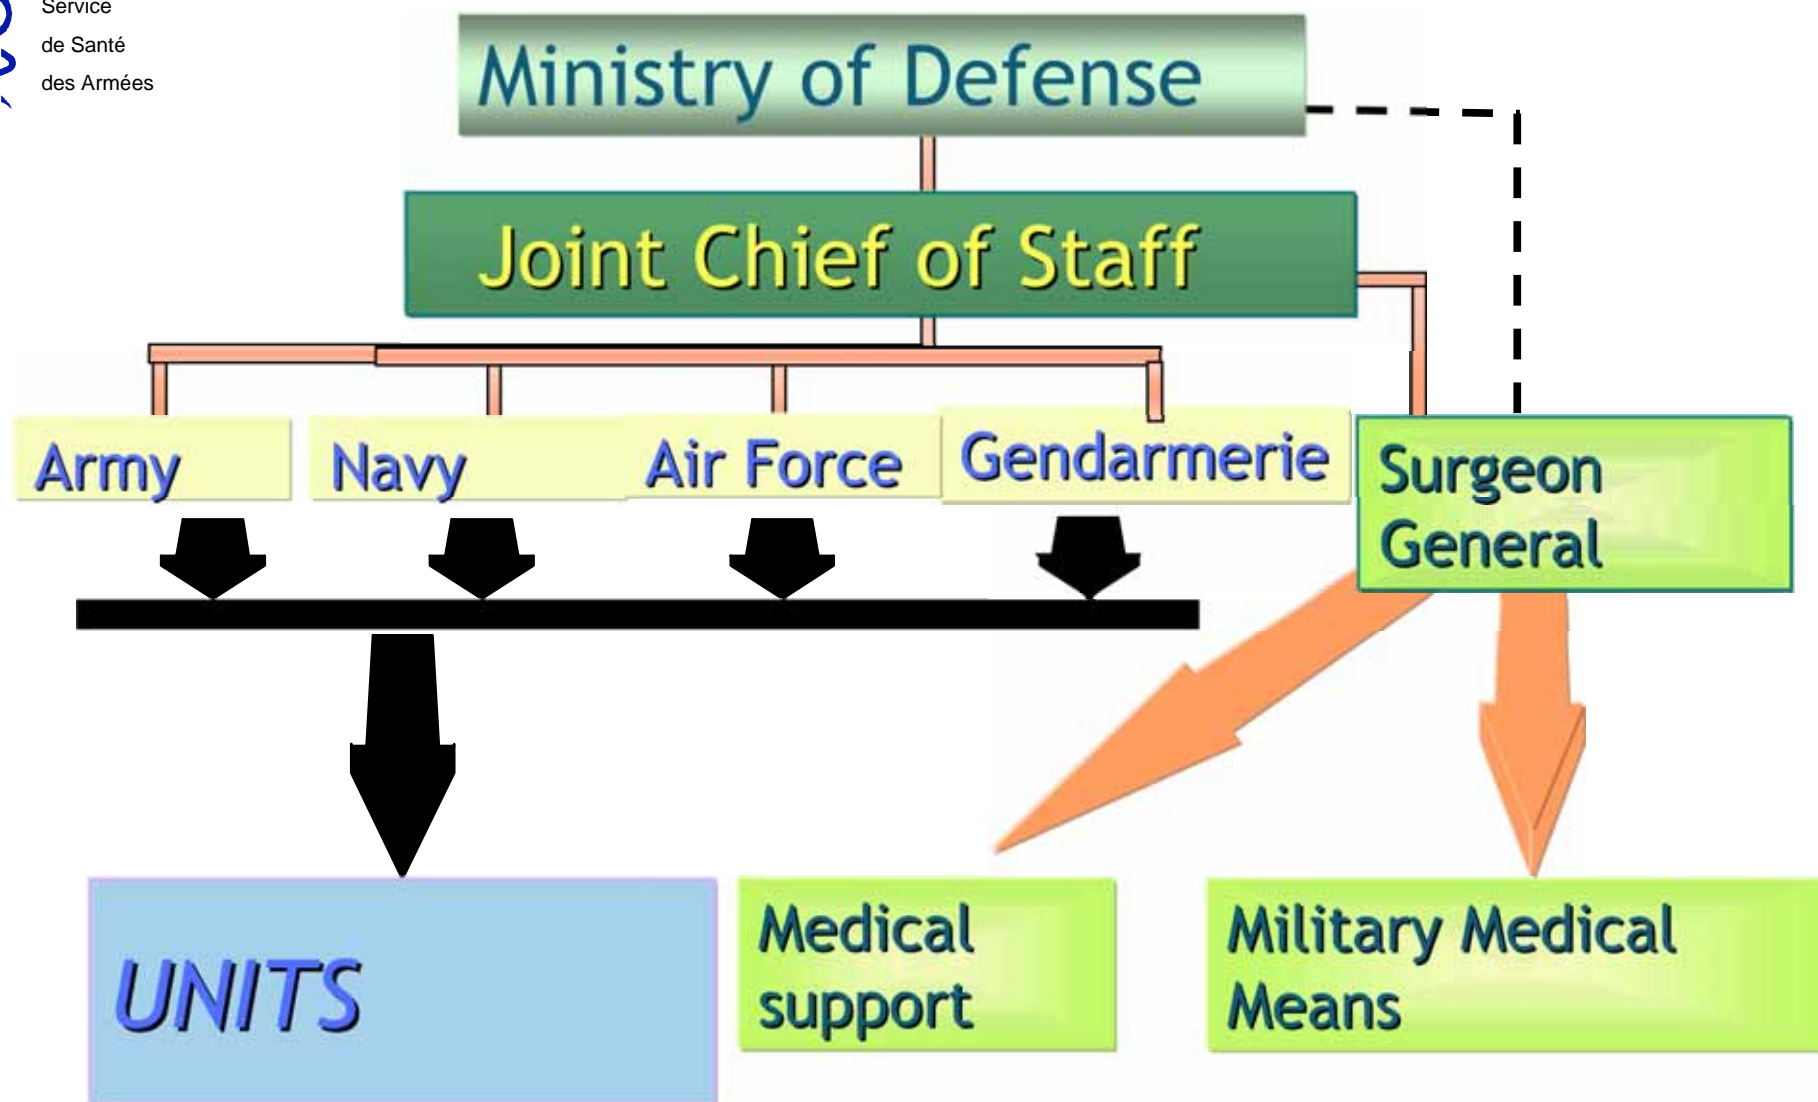 Service
de Santé
des Armées
Ministry of Defense
Joint Chief of Staff
Army
Navy
Air Force
Gendarmerie
Surgeon
General
UNITS
Medical
support
Military Medical
Means